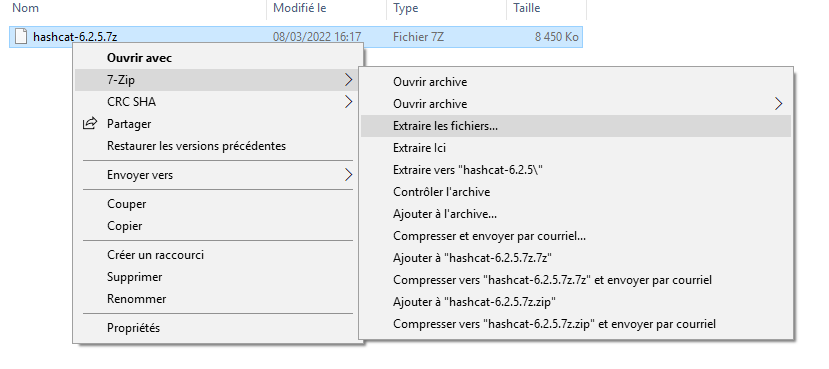 Nom Modifié le Type Taille
hashcat-6.2.5.7z 08/03/2022 16:17 Fichier 7Z 8 450 Ko
Ouvrir avec
7-Zip
CRC SHA
Partager
Restaurer les versions précédentes
Envoyer vers
Couper
Copier
Créer un raccourci
Supprimer
Renommer
Propriétés
Ouvrir archive
Ouvrir archive
Extraire les fichiers...
Extraire Ici
Extraire vers "hashcat-6.2.5\"
Contrôler l'archive
Ajouter à l'archive...
Compresser et envoyer par courriel...
Ajouter à "hashcat-6.2.5.7z.7z"
Compresser vers "hashcat-6.2.5.7z.7z" et envoyer par courriel
Ajouter à "hashcat-6.2.5.7z.zip"
Compresser vers "hashcat-6.2.5.7z.zip" et envoyer par courriel